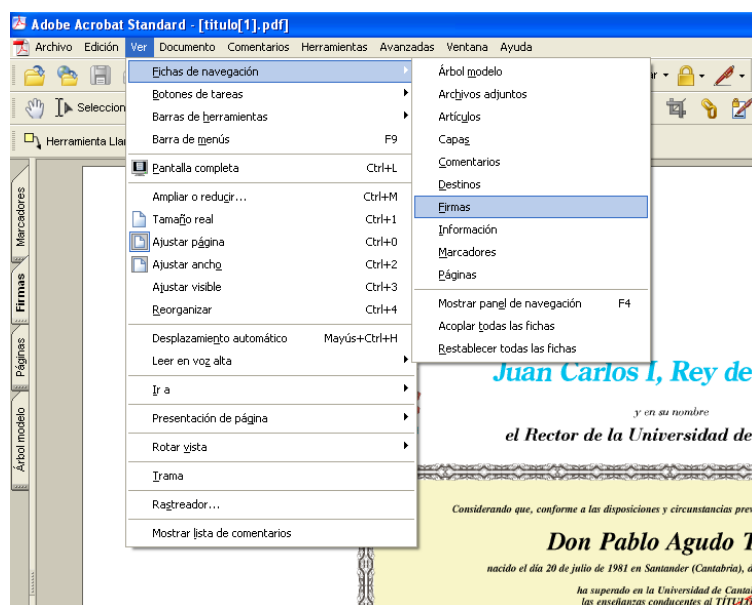 Adobe Acrobat Standard - [titulo[1].pdf]
Archivo Edición Ver Documento Comentarios Herramientas Avanzadas Ventana Ayuda
Seleccion
Herramienta Lla
Fichas de navegación
Botones de tareas
Barras de herramientas
Barra de menús F9
Pantalla completa Ctrl+L
Ampliar o reducir... Ctrl+M
Tamaño real Ctrl+1
Ajustar página Ctrl+0
Ajustar ancho Ctrl+2
Ajustar visible Ctrl+3
Reorganizar Ctrl+4
Desplazamiento automático Mayús+Ctrl+H
Leer en voz alta
Ir a
Presentación de página
Rotar vista
Trama
Rastreador...
Mostrar lista de comentarios
Árbol modelo
Archivos adjuntos
Artículos
Capas
Comentarios
Destinos
Firmas
Información
Marcadores
Páginas
Mostrar panel de navegación F4
Acoplar todas las fichas
Restablecer todas las fichas
Marcadores
Firmas
Páginas
Árbol modelo
Juan Carlos I, Rey de
y en su nombre
el Rector de la Universidad de
Considerando que, conforme a las disposiciones y circunstancias prev
Don Pablo Agudo T
nacido el día 20 de julio de 1981 en Santander (Cantabria), d
ha superado en la Universidad de Canta
las enseñanzas conducentes al TÍTU